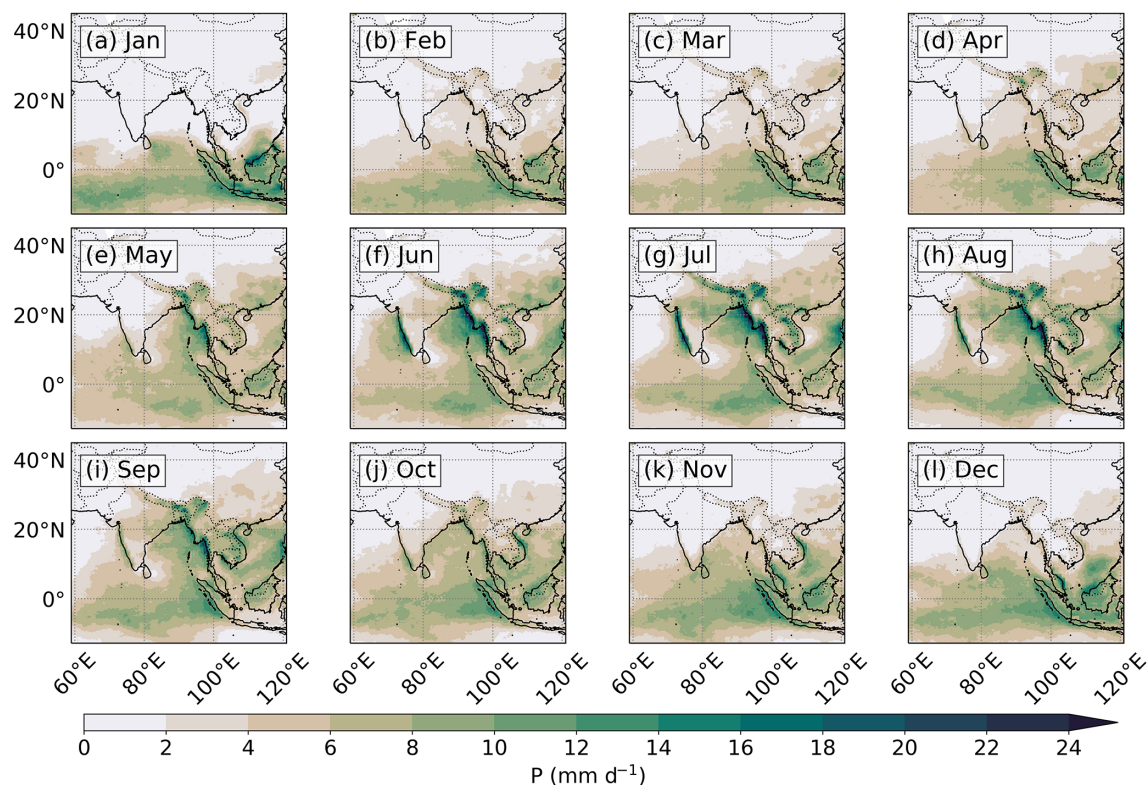 (a) Jan (b) Feb (c) Mar (d) Apr
40°N
20°N
0°
(e) May (f) Jun (g) Jul (h) Aug
40°N
20°N
0°
(i) Sep (j) Oct (k) Nov (l) Dec
40°N
20°N
0°
60°E 80°E 100°E 120°E 60°E 80°E 100°E 120°E 60°E 80°E 100°E 120°E 60°E 80°E 100°E 120°E
0 2 4 6 8 10 12 14 16 18 20 22 24
P (mm d⁻¹)